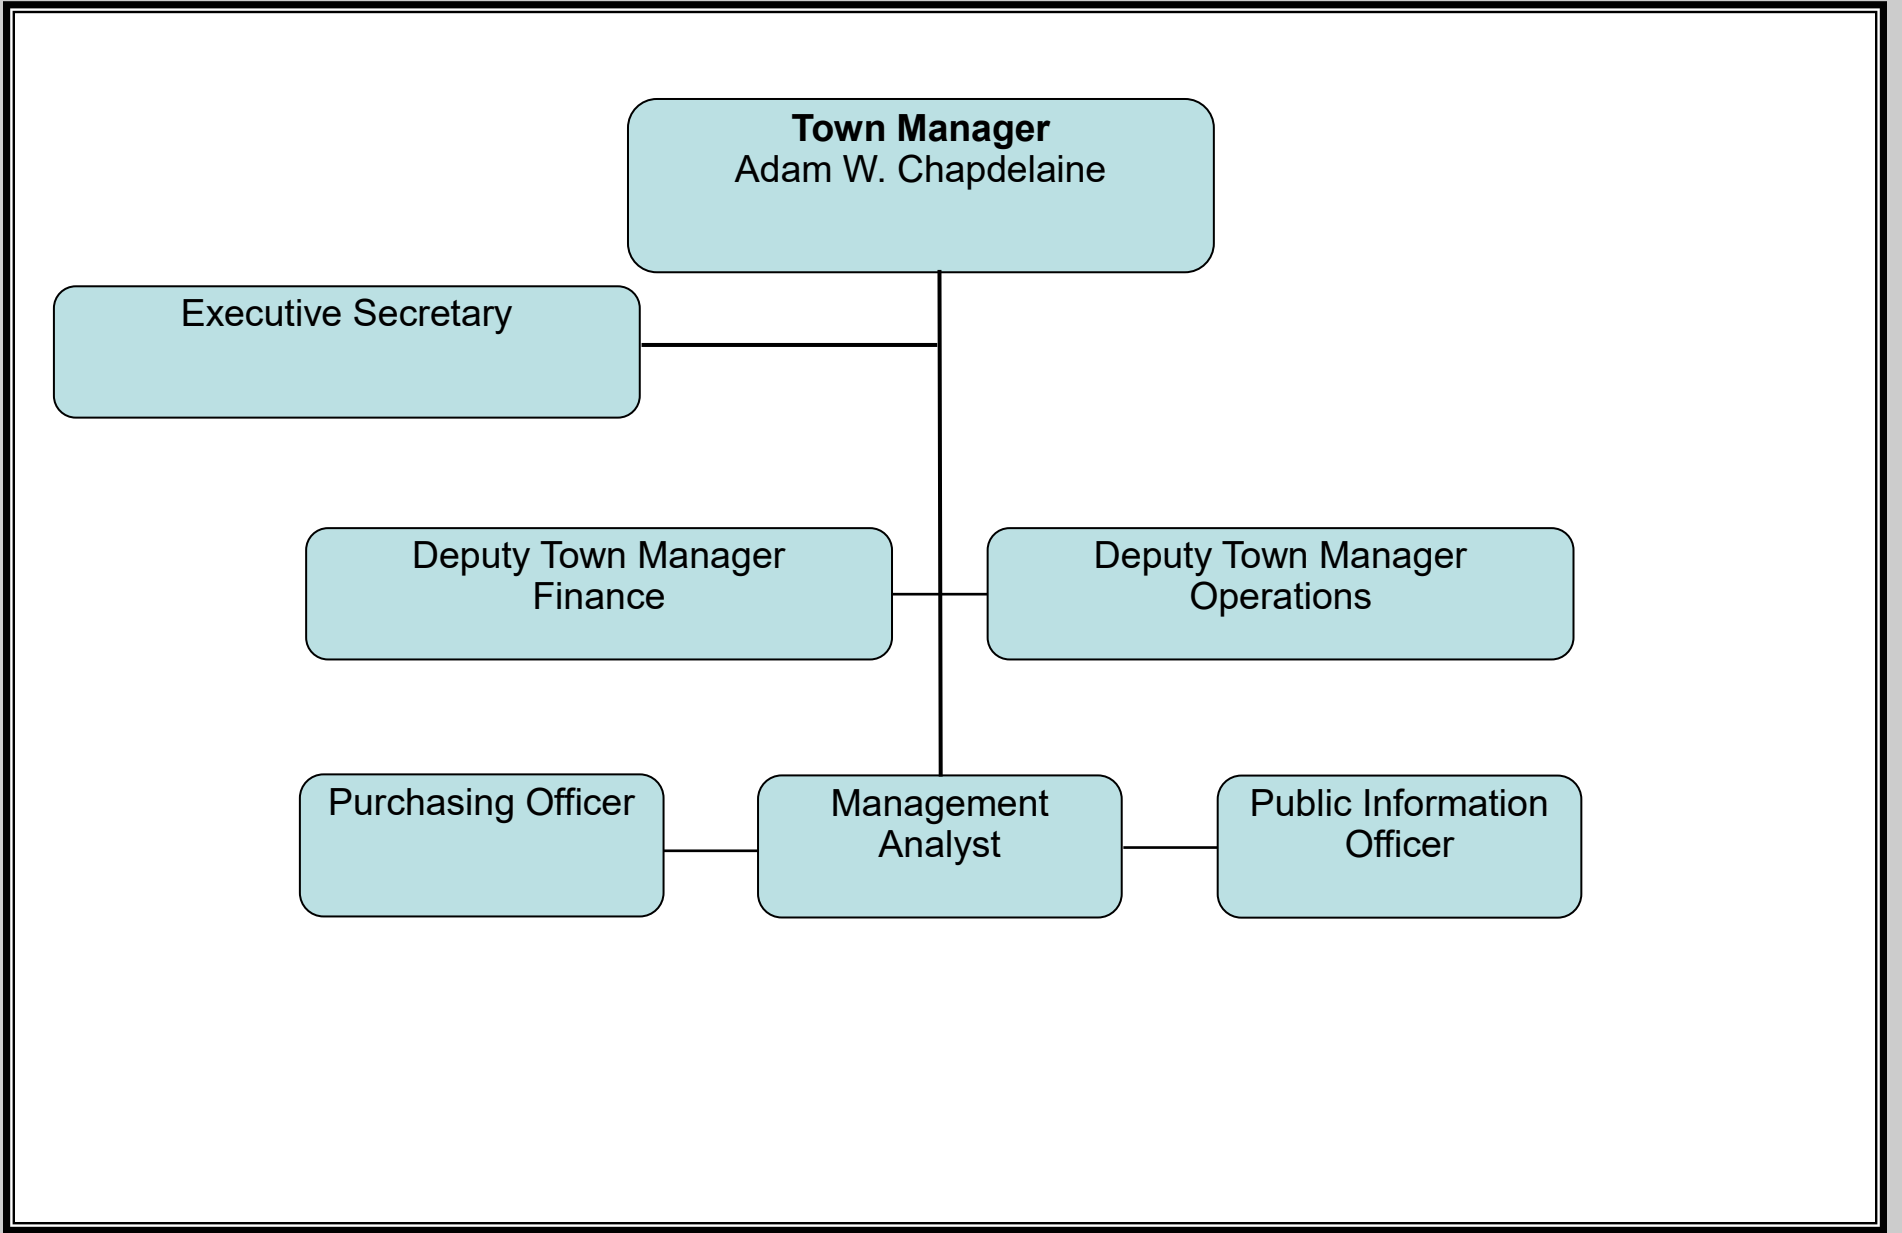 Town Manager
Adam W. Chapdelaine
Executive Secretary
Deputy Town Manager
Finance
Deputy Town Manager
Operations
Purchasing Officer
Management
Analyst
Public Information
Officer